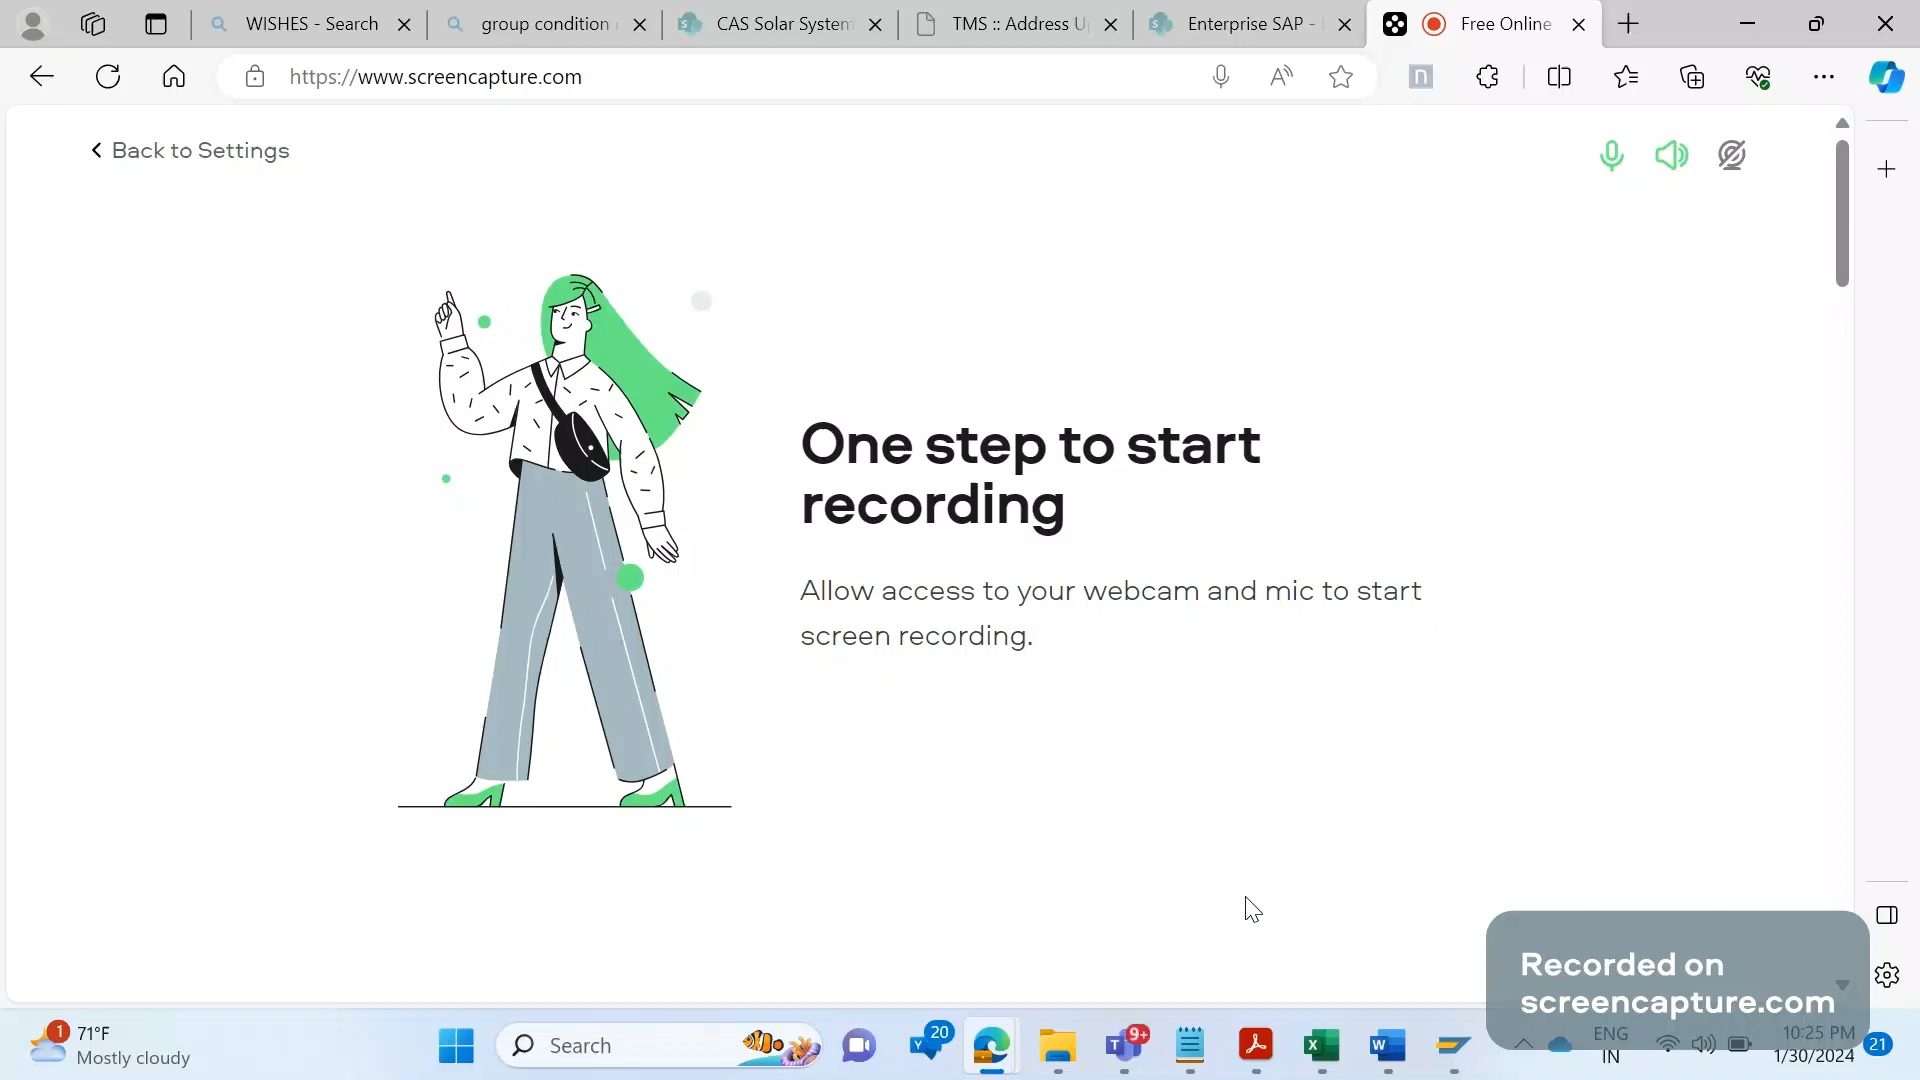 WISHES - Search
group condition
CAS Solar System
TMS :: Address U
Enterprise SAP -
Free Online
https://www.screencapture.com
Back to Settings
One step to start
recording
Allow access to your webcam and mic to start
screen recording.
Recorded on
screencapture.com
1
71°F
Mostly cloudy
Search
20
9+
ENG
IN
10:25 PM
1/30/2024
21